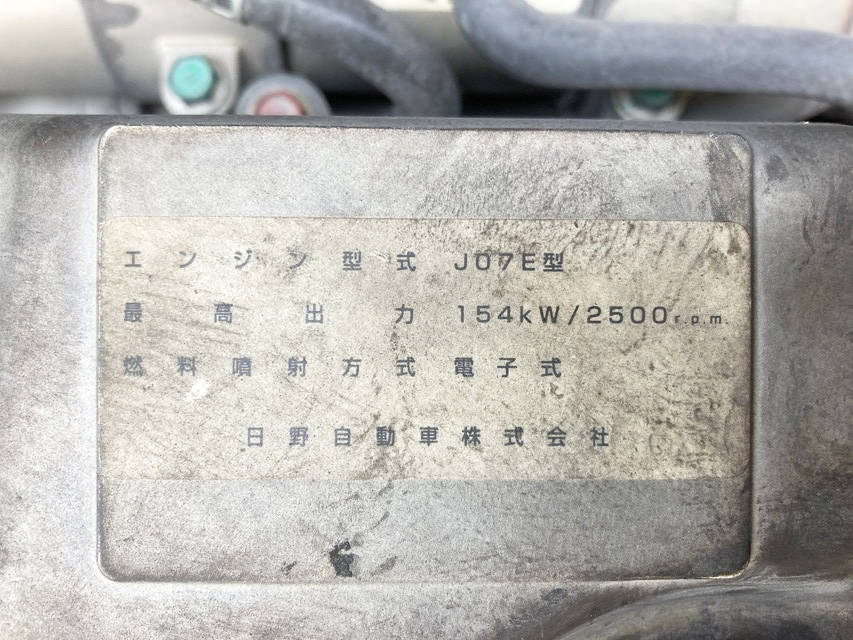 エンジン型式 J07E型
最高出力 154kW/2500r.p.m.
燃料噴射方式 電子式
日野自動車株式会社